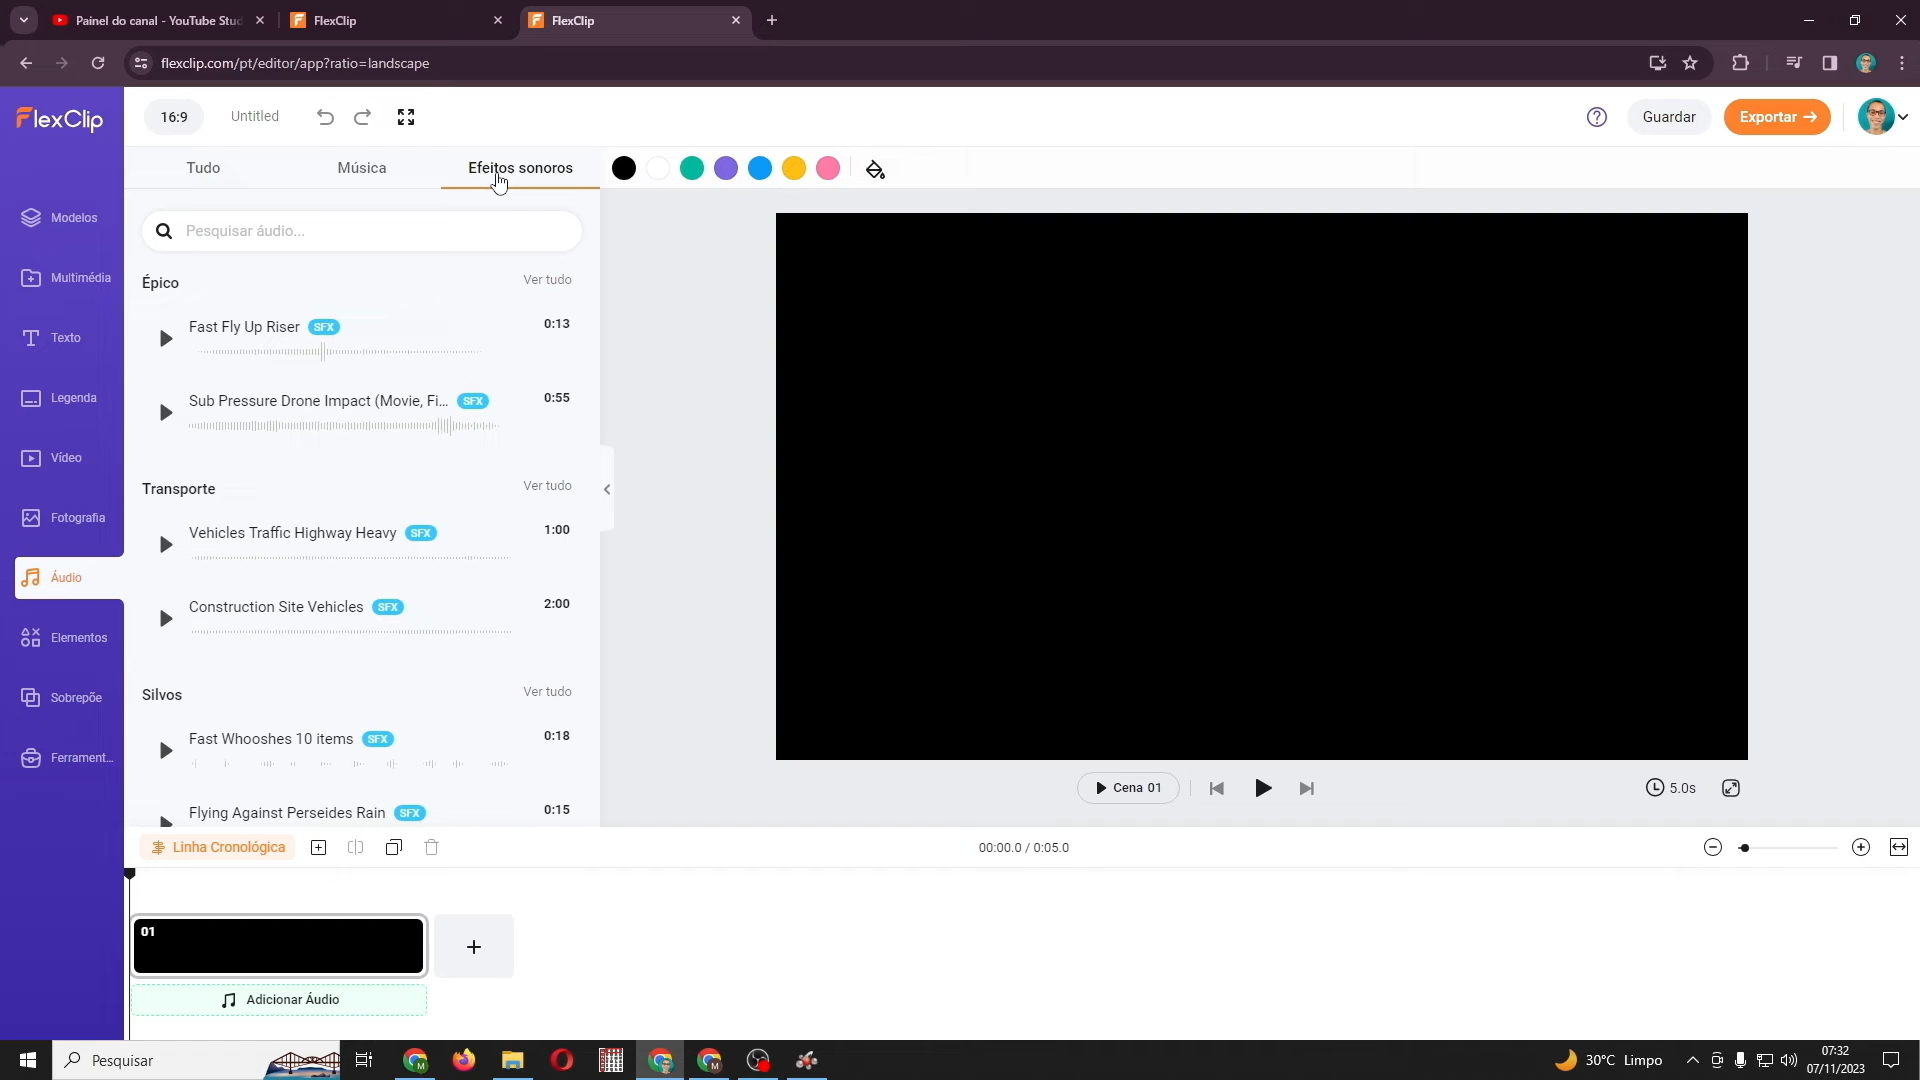 Painel do canal - YouTube Stud
FlexClip
FlexClip
flexclip.com/pt/editor/app?ratio=landscape
FlexClip
16:9
Untitled
Guardar
Exportar
Tudo
Música
Efeitos sonoros
Modelos
Multimédia
Texto
Legenda
Vídeo
Fotografia
Áudio
Elementos
Sobrepõe
Ferrament...
Pesquisar áudio...
Épico
Ver tudo
Fast Fly Up Riser SFX 0:13
Sub Pressure Drone Impact (Movie, Fi... SFX 0:55
Transporte
Ver tudo
Vehicles Traffic Highway Heavy SFX 1:00
Construction Site Vehicles SFX 2:00
Silvos
Ver tudo
Fast Whooshes 10 items SFX 0:18
Flying Against Perseides Rain SFX 0:15
Cena 01
5.0s
Linha Cronológica
00:00.0 / 0:05.0
01
Adicionar Áudio
Pesquisar
30°C Limpo
07:32
07/11/2023